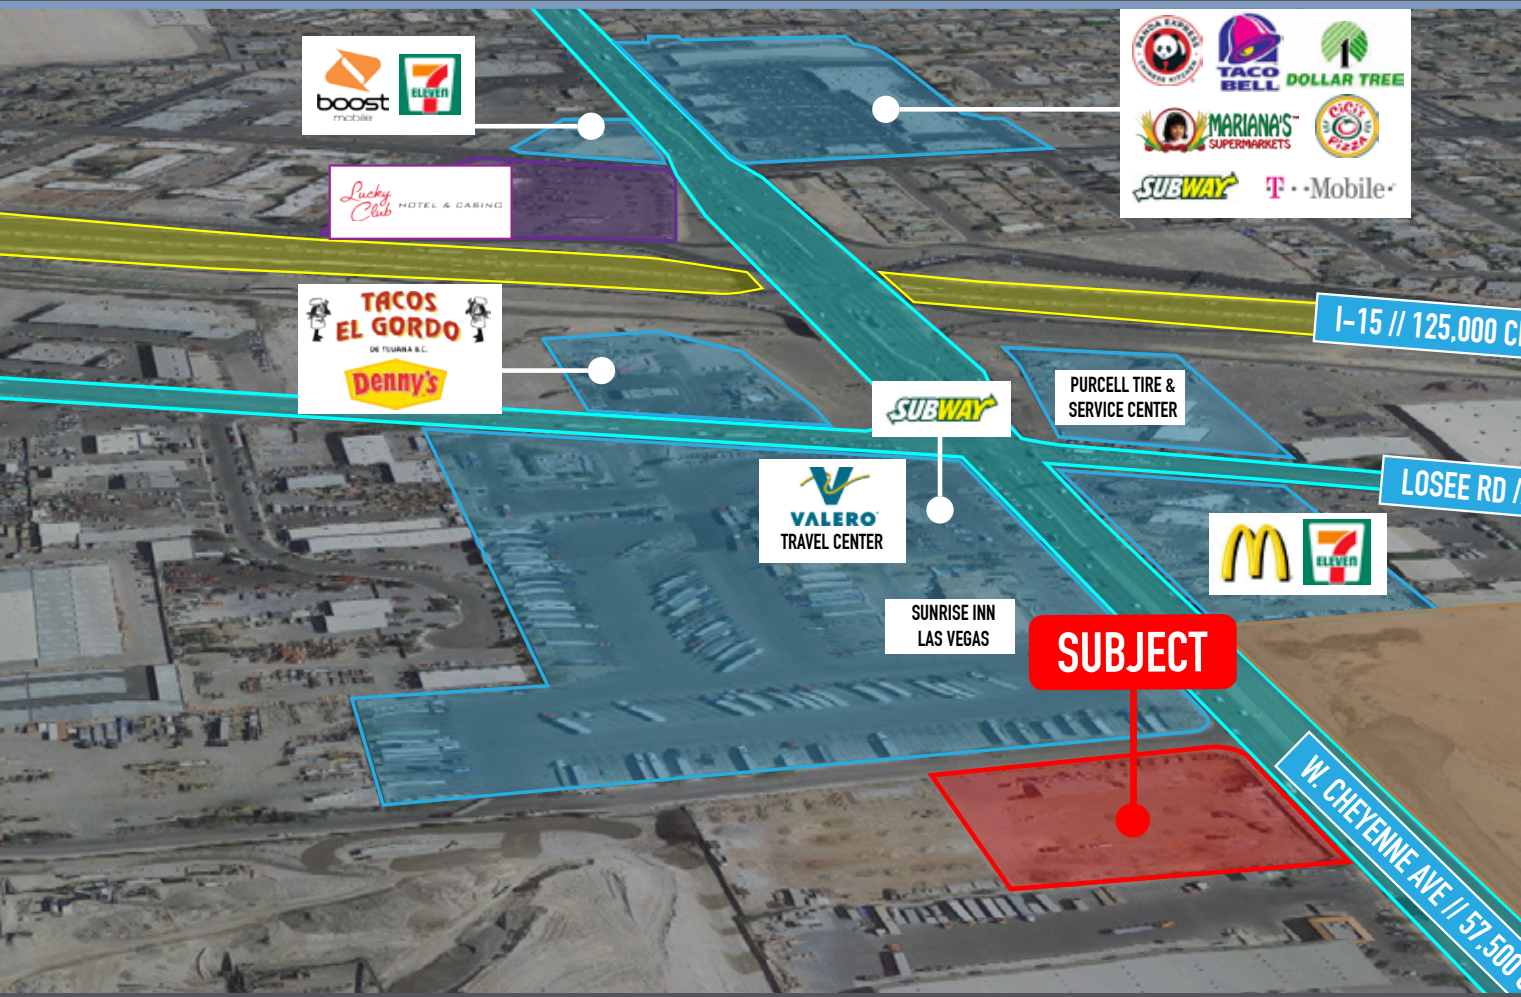 boost
mobile
7
ELEVEN
PANDA EXPRESS
CHINESE KITCHEN
TACO
BELL
DOLLAR TREE
MARIANA'S
SUPERMARKETS
CiCi's
PIZZA
SUBWAY
T · · Mobile ·
Lucky
Club
HOTEL & CASINO
TACOS
EL GORDO
DE TIJUANA B.C.
Denny's
I-15 // 125,000 C
SUBWAY
PURCELL TIRE &
SERVICE CENTER
LOSEE RD /
VALERO
TRAVEL CENTER
7
ELEVEN
SUNRISE INN
LAS VEGAS
SUBJECT
W. CHEYENNE AVE // 57,500